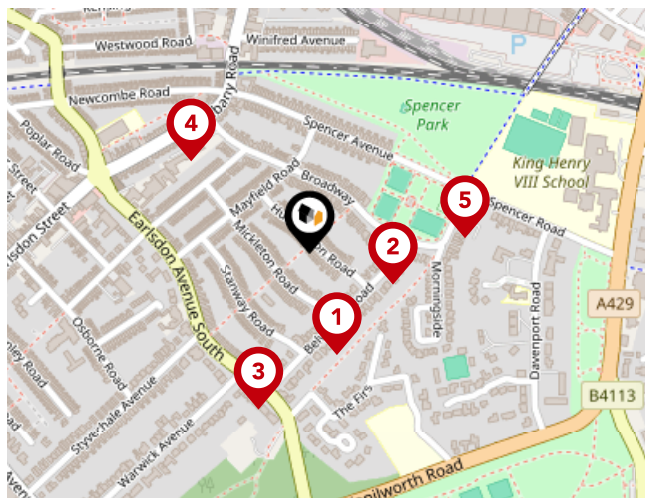 Westwood Road
Winifred Avenue
P
Newcombe Road
Spencer
Park
Spencer Avenue
4
King Henry
VIII School
Poplar Road
Mayfield Road
Broadway
5
Spencer Road
Earlsdon Avenue South
2
Mickleton Road
Road
Stanway Road
Morningside
Davenport Road
A429
1
Osborne Road
3
The Firs
B4113
Styvechale Avenue
Warwick Avenue
Road